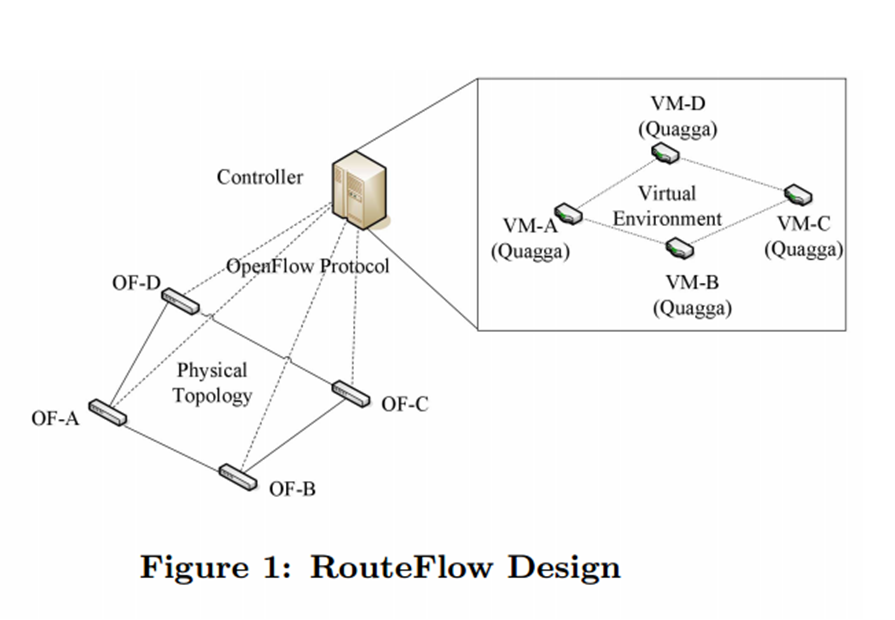 VM-D
(Quagga)
Controller
Virtual
Environment
VM-A
(Quagga)
VM-C
(Quagga)
OpenFlow Protocol
OF-D
VM-B
(Quagga)
Physical
Topology
OF-C
OF-A
OF-B
Figure 1: RouteFlow Design